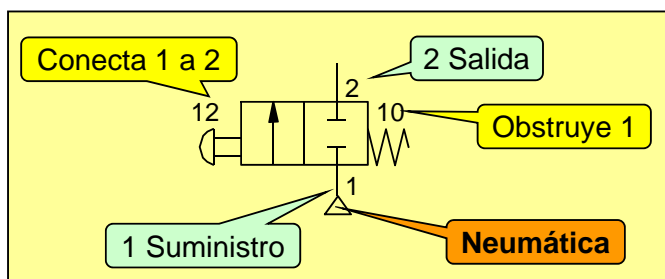 Conecta 1 a 2
2 Salida
2
12
10
Obstruye 1
1
1 Suministro
Neumática